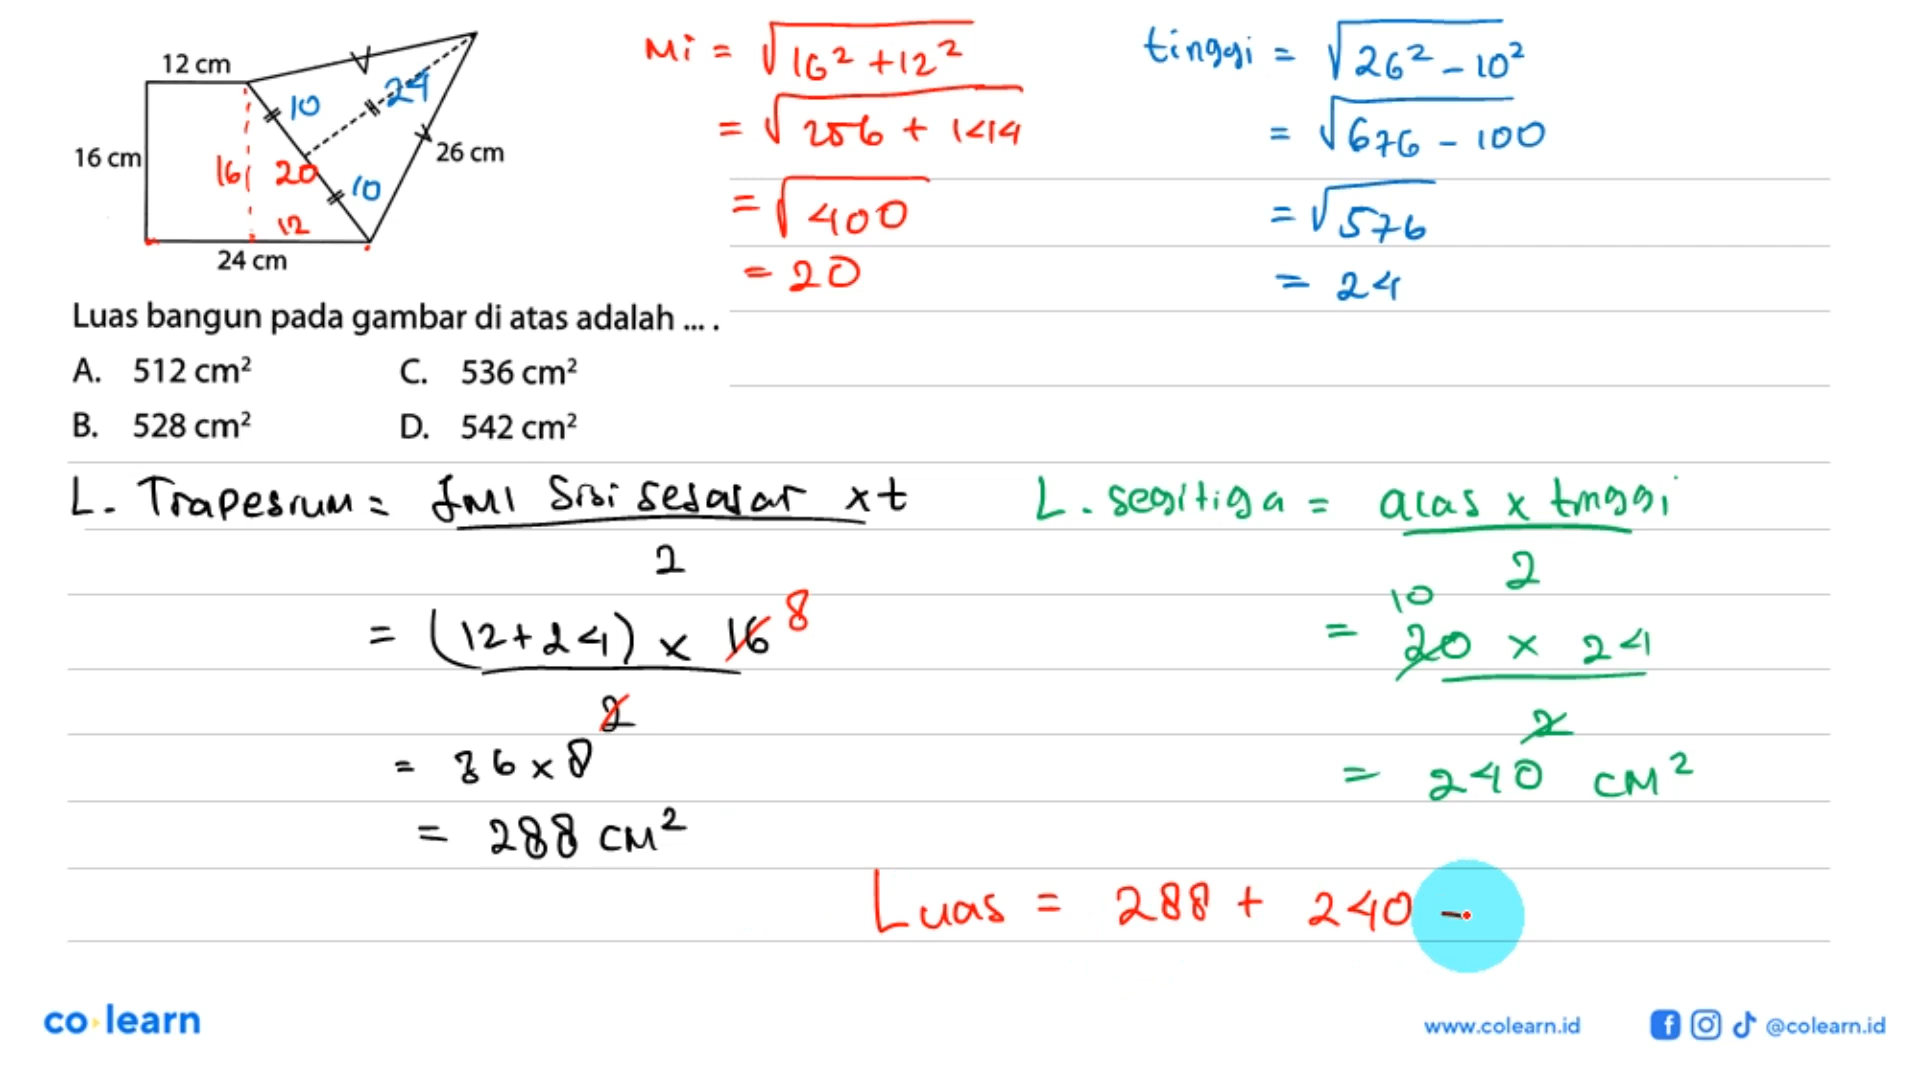 12 cm
10
24
16 cm
16
20
10
26 cm
12
24 cm
Luas bangun pada gambar di atas adalah ... .
A. 512 cm²
C. 536 cm²
B. 528 cm²
D. 542 cm²
Mi = √16² + 12²
= √256 + 144
= √400
= 20
tinggi = √26² - 10²
= √676 - 100
= √576
= 24
L. Trapesium = Jml sisi sejajar x t
2
= (12 + 24) x 16 8
2
= 36 x 8
= 288 cm²
L. segitiga = alas x tinggi
2
10
= 20 x 24
2
= 240 cm²
Luas = 288 + 240 -
co learn
www.colearn.id
@colearn.id